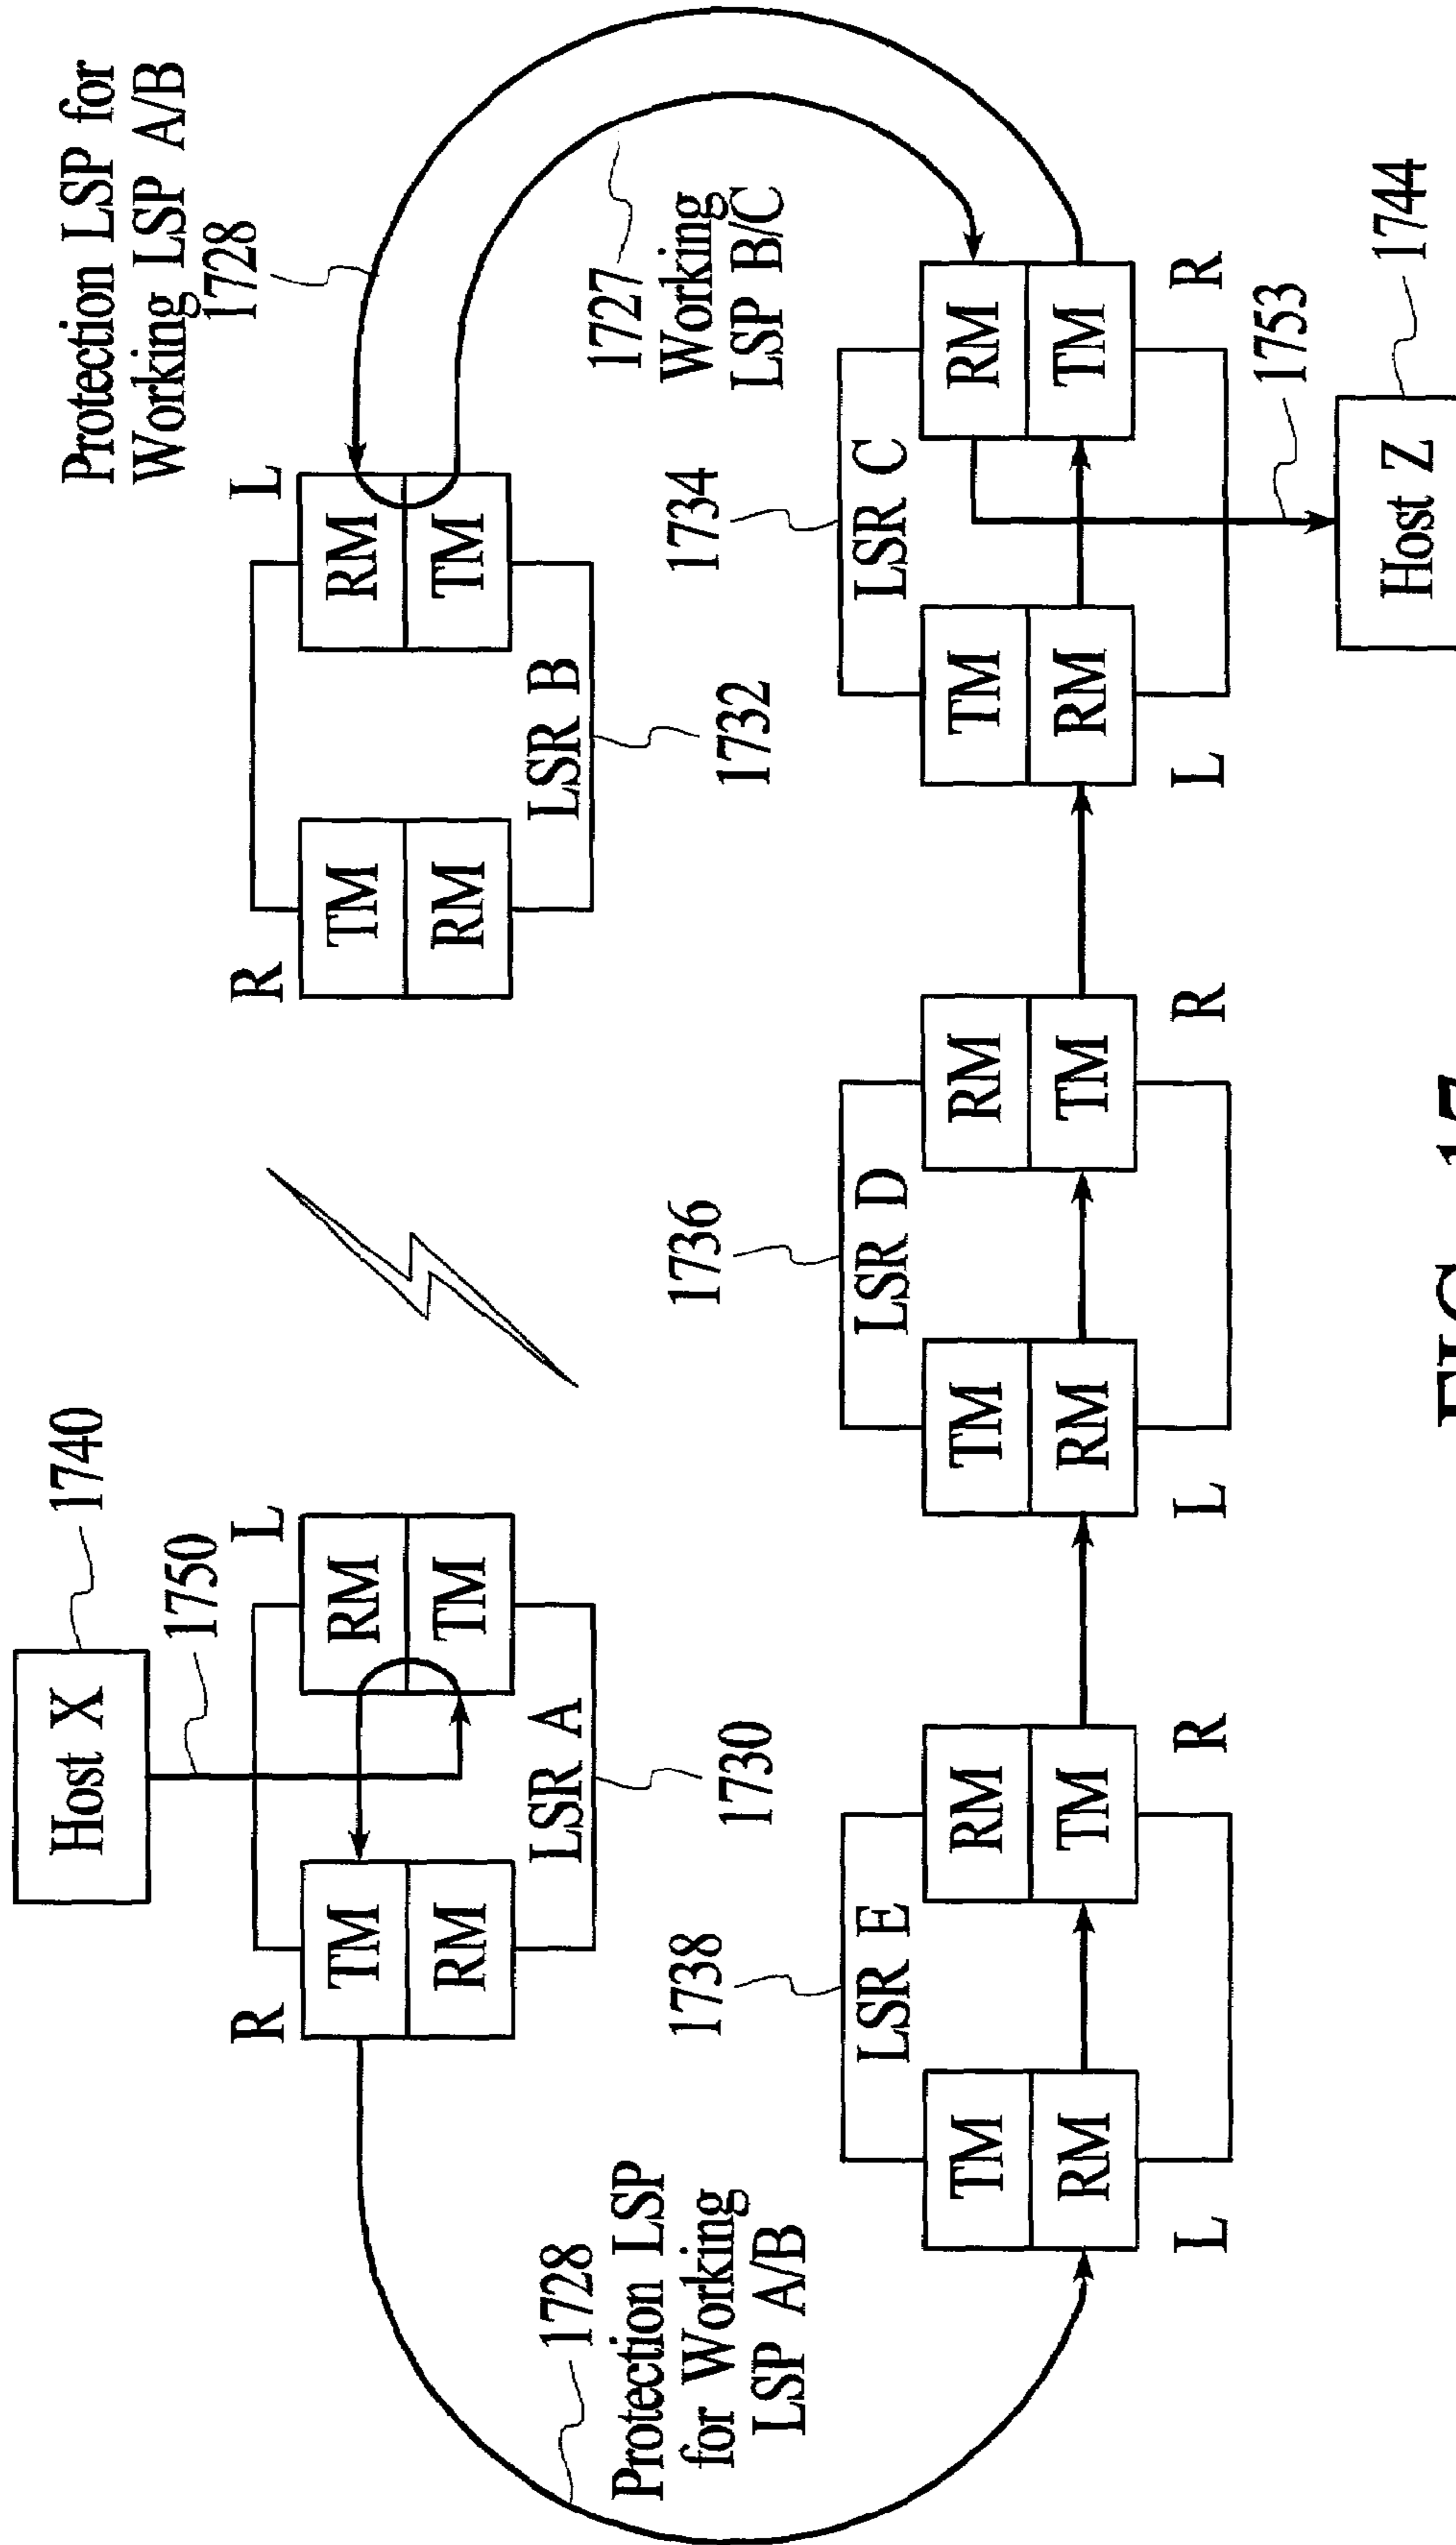 Host X
1740
1750
R
L
TM
RM
RM
TM
LSR A
1730
R
L
TM
RM
RM
TM
LSR B
1732
Protection LSP for
Working LSP A/B
1728
1727
Working
LSP B/C
1728
Protection LSP
for Working
LSP A/B
1738
LSR E
TM
RM
RM
TM
L
R
1736
LSR D
TM
RM
RM
TM
L
R
1734
LSR C
TM
RM
RM
TM
L
R
1753
Host Z
1744